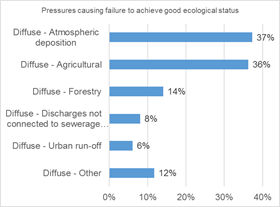 Pressures causing failure to achieve good ecological status
Diffuse - Atmospheric
deposition
37%
Diffuse - Agricultural
36%
Diffuse - Forestry
14%
Diffuse - Discharges not
connected to sewerage…
8%
Diffuse - Urban run-off
6%
Diffuse - Other
12%
0% 10% 20% 30% 40%